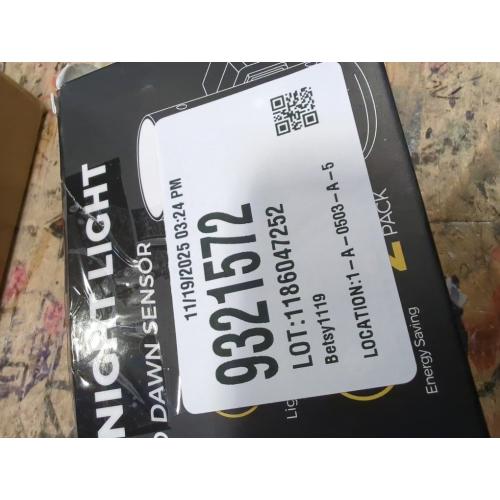 NIGHT LIGHT
DAWN SENSOR
11/19/2025 03:24 PM
9321572
LOT:1186047252
Betsy1119
LOCATION:1-A-0503-A-5
2 PACK
Energy Saving